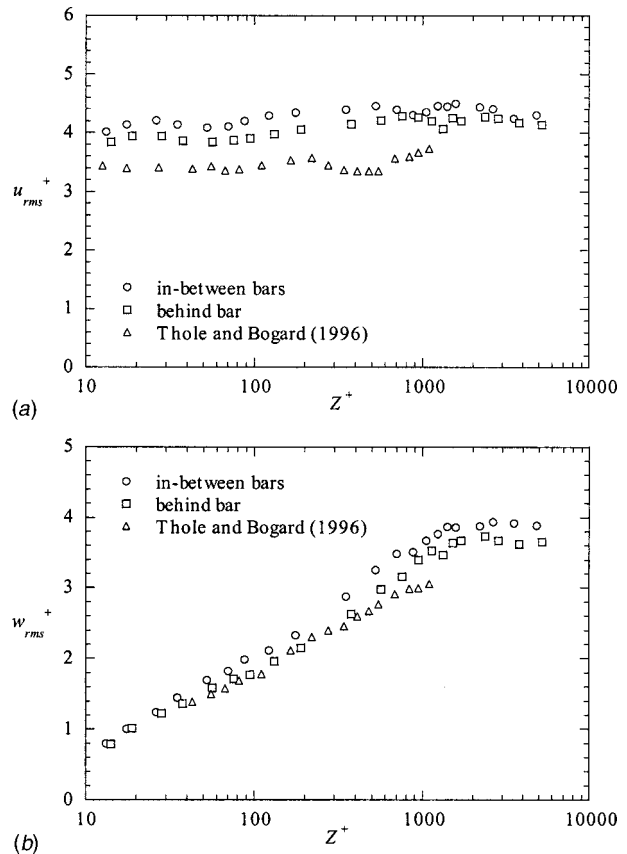 6
5
4
u rms +
3
2
1
0
in-between bars
behind bar
Thole and Bogard (1996)
10 100 1000 10000
(a)
Z+
5
4
3
w rms +
2
1
0
in-between bars
behind bar
Thole and Bogard (1996)
10 100 1000 10000
(b)
Z+